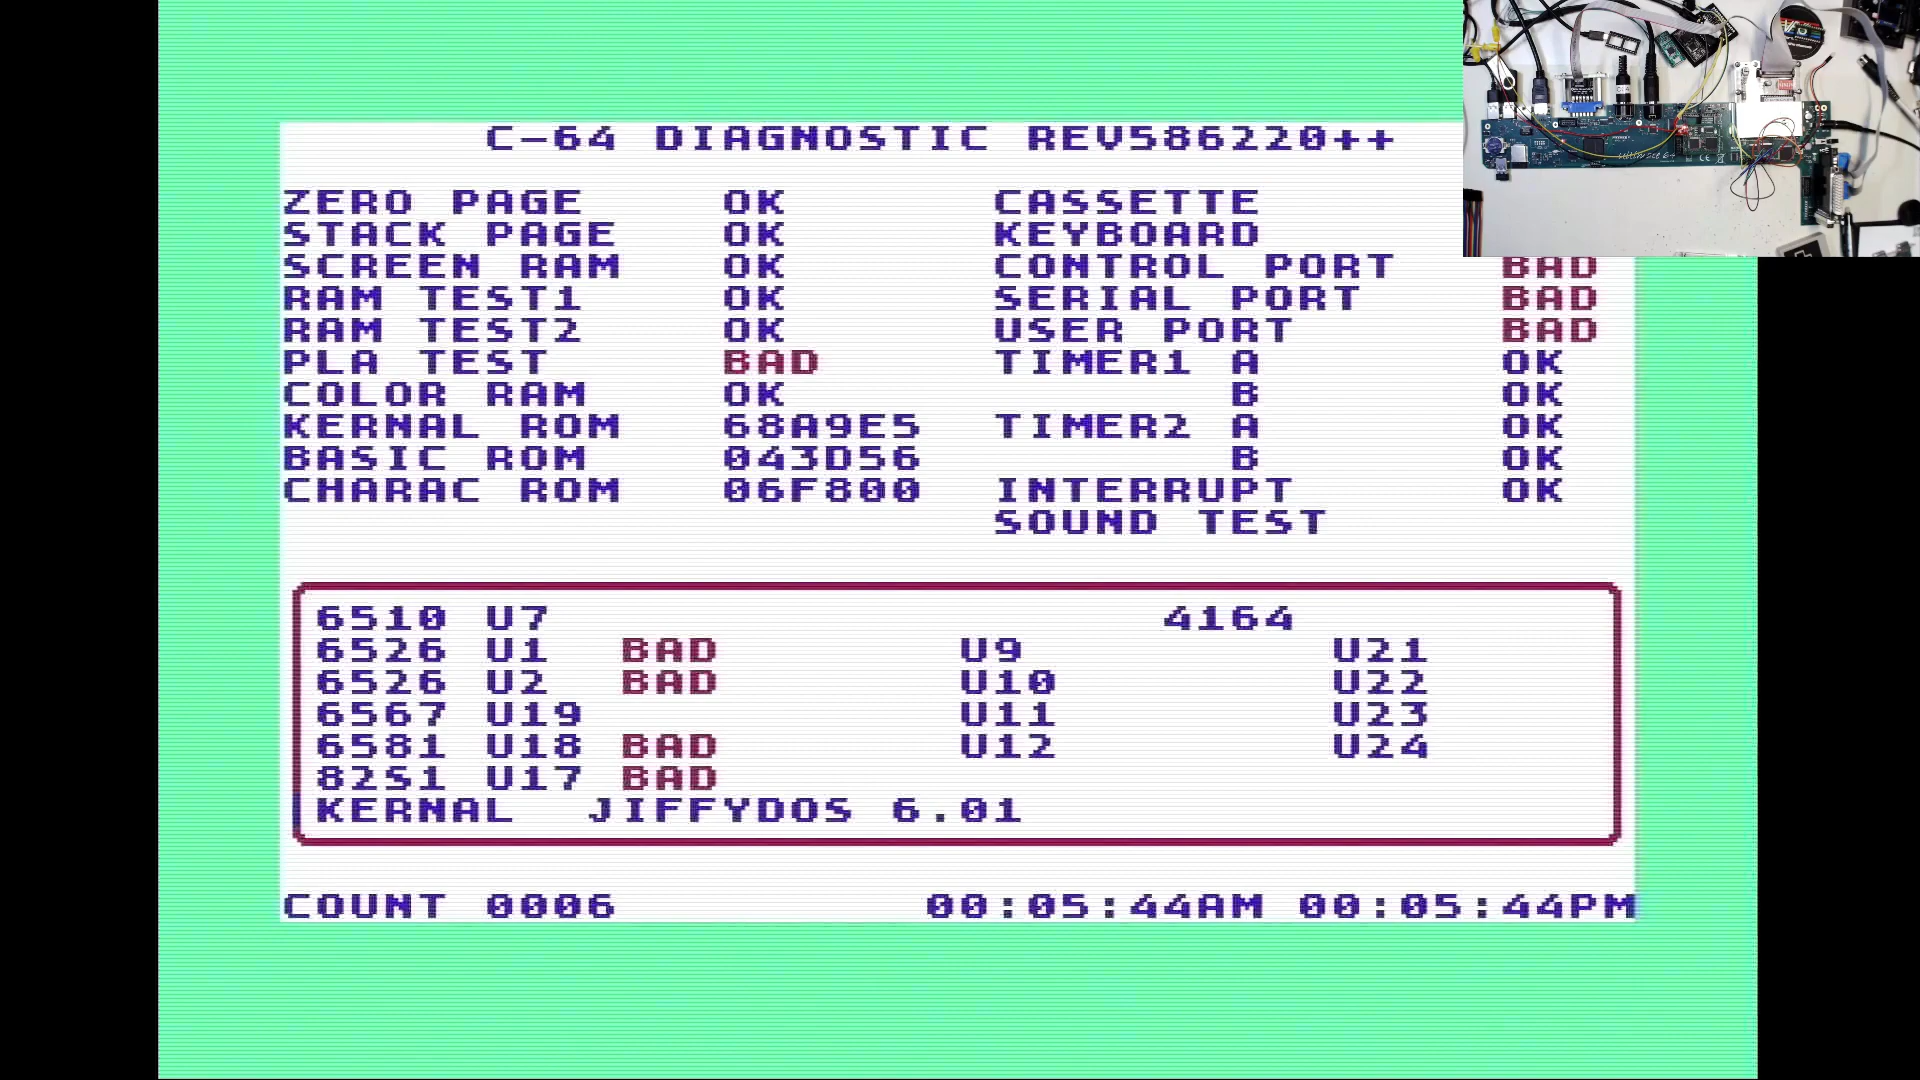 C-64 DIAGNOSTIC REV586220++
ZERO PAGE OK CASSETTE
STACK PAGE OK KEYBOARD
SCREEN RAM OK CONTROL PORT BAD
RAM TEST1 OK SERIAL PORT BAD
RAM TEST2 OK USER PORT BAD
PLA TEST BAD TIMER1 A OK
COLOR RAM OK B OK
KERNAL ROM 68A9E5 TIMER2 A OK
BASIC ROM 043D56 B OK
CHARAC ROM 06F800 INTERRUPT OK
SOUND TEST
6510 U7 4164
6526 U1 BAD U9 U21
6526 U2 BAD U10 U22
6567 U19 U11 U23
6581 U18 BAD U12 U24
82S1 U17 BAD
KERNAL JIFFYDOS 6.01
COUNT 0006 00:05:44AM 00:05:44PM